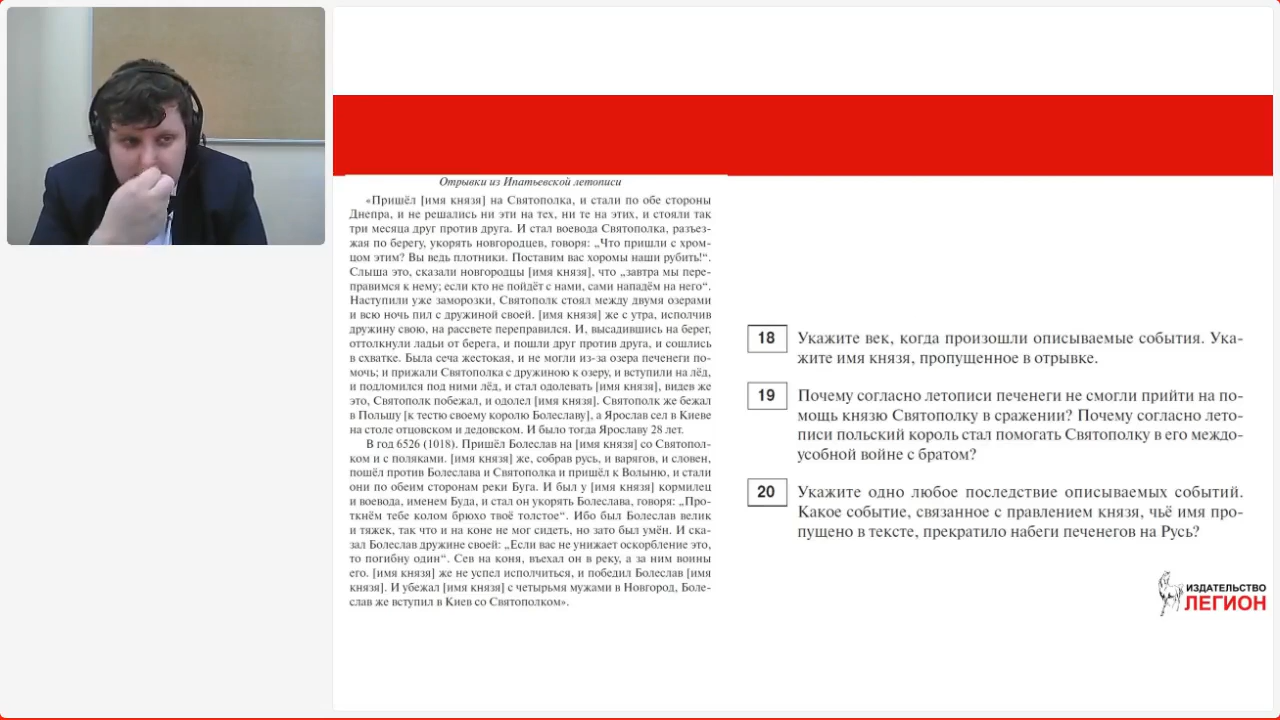 Отрывки из Ипатьевской летописи
«Пришёл [имя князя] на Святополка, и стали по обе стороны
Днепра, и не решались ни эти на тех, ни те на этих, и стояли так
три месяца друг против друга. И стал воевода Святополка, разъез-
жая по берегу, укорять новгородцев, говоря: „Что пришли с хром-
цом этим? Вы ведь плотники. Поставим вас хоромы наши рубить!“.
Слыша это, сказали новгородцы [имя князя], что „завтра мы пере-
правимся к нему; если кто не пойдёт с нами, сами нападём на него“.
Наступили уже заморозки, Святополк стоял между двумя озерами
и всю ночь пил с дружиной своей. [имя князя] же с утра, исполчив
дружину свою, на рассвете переправился. И, высадившись на берег,
оттолкнули ладьи от берега, и пошли друг против друга, и сошлись
в схватке. Была сеча жестокая, и не могли из-за озера печенеги по-
мочь; и прижали Святополка с дружиною к озеру, и вступили на лёд,
и подломился под ними лёд, и стал одолевать [имя князя], видев же
это, Святополк побежал, и одолел [имя князя]. Святополк же бежал
в Польшу [к тестю своему королю Болеславу], а Ярослав сел в Киеве
на столе отцовском и дедовском. И было тогда Ярославу 28 лет.
В год 6526 (1018). Пришёл Болеслав на [имя князя] со Святопол-
ком и с поляками. [имя князя] же, собрав русь, и варягов, и словен,
пошёл против Болеслава и Святополка и пришёл к Волыню, и стали
они по обеим сторонам реки Буга. И был у [имя князя] кормилец
и воевода, именем Буда, и стал он укорять Болеслава, говоря: „Про-
ткнём тебе колом брюхо твоё толстое“. Ибо был Болеслав велик
и тяжек, так что и на коне не мог сидеть, но зато был умён. И ска-
зал Болеслав дружине своей: „Если вас не унижает оскорбление это,
то погибну один“. Сев на коня, въехал он в реку, а за ним воины
его. [имя князя] же не успел исполчиться, и победил Болеслав [имя
князя]. И убежал [имя князя] с четырьмя мужами в Новгород, Боле-
слав же вступил в Киев со Святополком».
18 Укажите век, когда произошли описываемые события. Ука-
жите имя князя, пропущенное в отрывке.
19 Почему согласно летописи печенеги не смогли прийти на по-
мощь князю Святополку в сражении? Почему согласно лето-
писи польский король стал помогать Святополку в его междо-
усобной войне с братом?
20 Укажите одно любое последствие описываемых событий.
Какое событие, связанное с правлением князя, чьё имя про-
пущено в тексте, прекратило набеги печенегов на Русь?
ИЗДАТЕЛЬСТВО
ЛЕГИОН